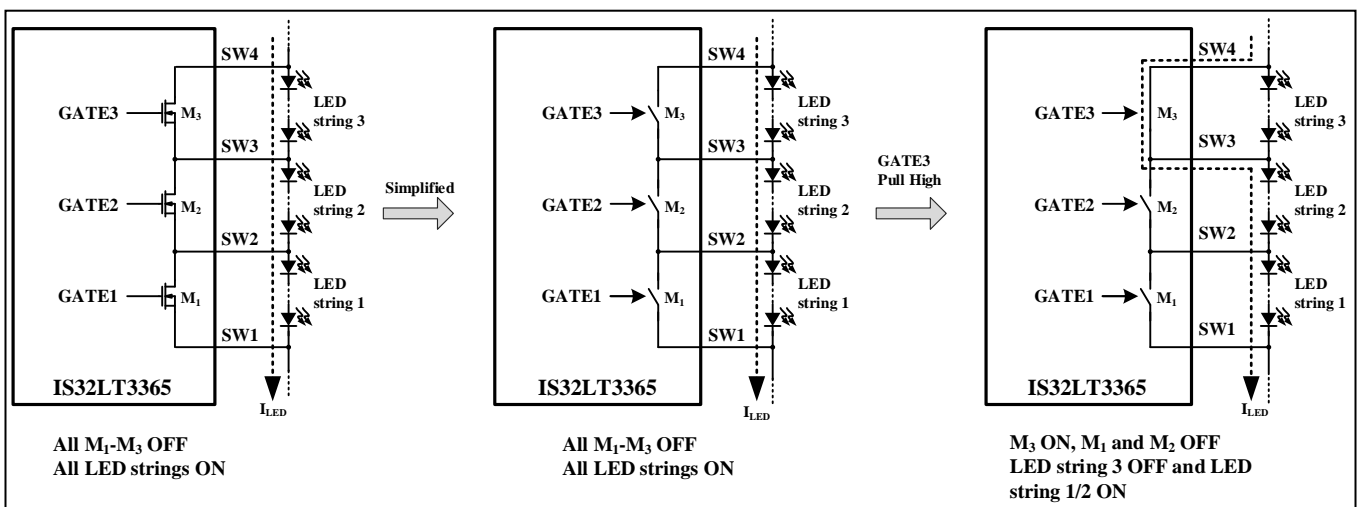 SW4
GATE3
M3
LED
string 3
SW3
GATE2
M2
LED
string 2
SW2
GATE1
M1
LED
string 1
SW1
IS32LT3365
ILED
All M1-M3 OFF
All LED strings ON
Simplified
SW4
GATE3
M3
LED
string 3
SW3
GATE2
M2
LED
string 2
SW2
GATE1
M1
LED
string 1
SW1
IS32LT3365
ILED
All M1-M3 OFF
All LED strings ON
GATE3
Pull High
SW4
GATE3
M3
LED
string 3
SW3
GATE2
M2
LED
string 2
SW2
GATE1
M1
LED
string 1
SW1
IS32LT3365
ILED
M3 ON, M1 and M2 OFF
LED string 3 OFF and LED
string 1/2 ON